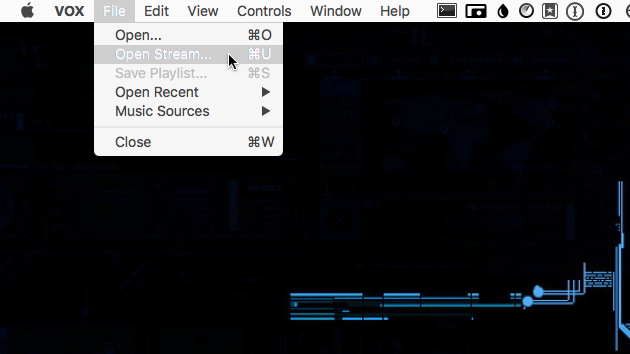 VOX File Edit View Controls Window Help
Open... ⌘O
Open Stream... ⌘U
Save Playlist... ⌘S
Open Recent ▶
Music Sources ▶
Close ⌘W